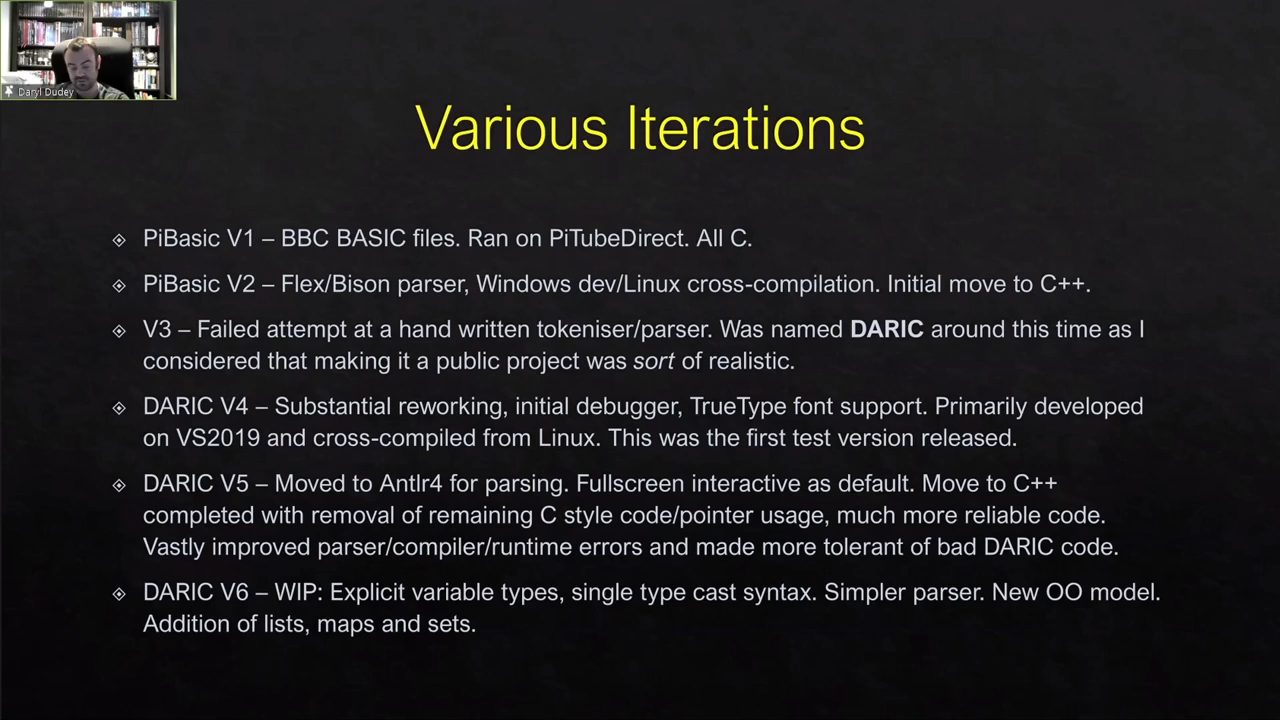 Daryl Dudey
Various Iterations
PiBasic V1 – BBC BASIC files. Ran on PiTubeDirect. All C.
PiBasic V2 – Flex/Bison parser, Windows dev/Linux cross-compilation. Initial move to C++.
V3 – Failed attempt at a hand written tokeniser/parser. Was named DARIC around this time as I
considered that making it a public project was sort of realistic.
DARIC V4 – Substantial reworking, initial debugger, TrueType font support. Primarily developed
on VS2019 and cross-compiled from Linux. This was the first test version released.
DARIC V5 – Moved to Antlr4 for parsing. Fullscreen interactive as default. Move to C++
completed with removal of remaining C style code/pointer usage, much more reliable code.
Vastly improved parser/compiler/runtime errors and made more tolerant of bad DARIC code.
DARIC V6 – WIP: Explicit variable types, single type cast syntax. Simpler parser. New OO model.
Addition of lists, maps and sets.